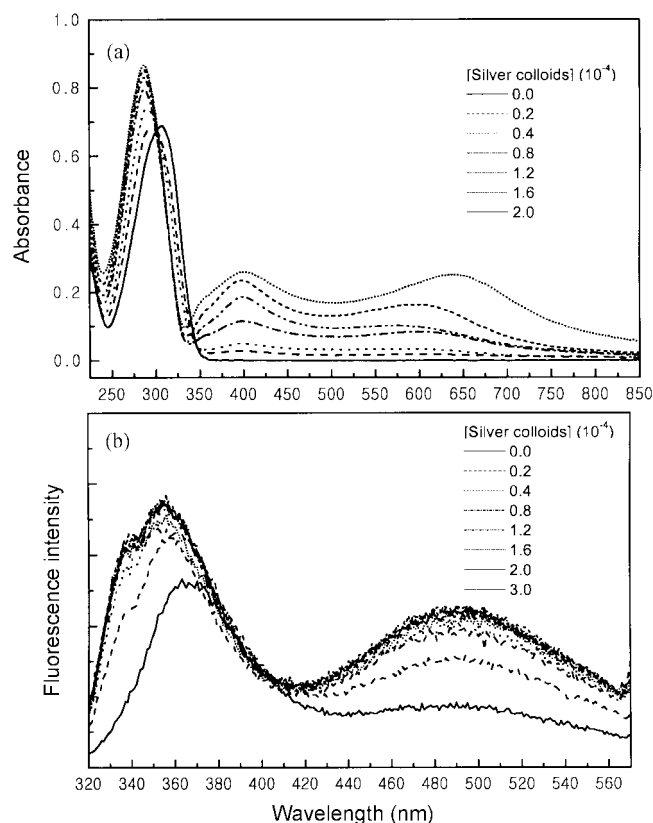 (a)
1.0
0.8
0.6
0.4
0.2
0.0
Absorbance
[Silver colloids] (10⁻⁴)
0.0
0.2
0.4
0.8
1.2
1.6
2.0
250 300 350 400 450 500 550 600 650 700 750 800 850
(b)
Fluorescence intensity
[Silver colloids] (10⁻⁴)
0.0
0.2
0.4
0.8
1.2
1.6
2.0
3.0
320 340 360 380 400 420 440 460 480 500 520 540 560
Wavelength (nm)